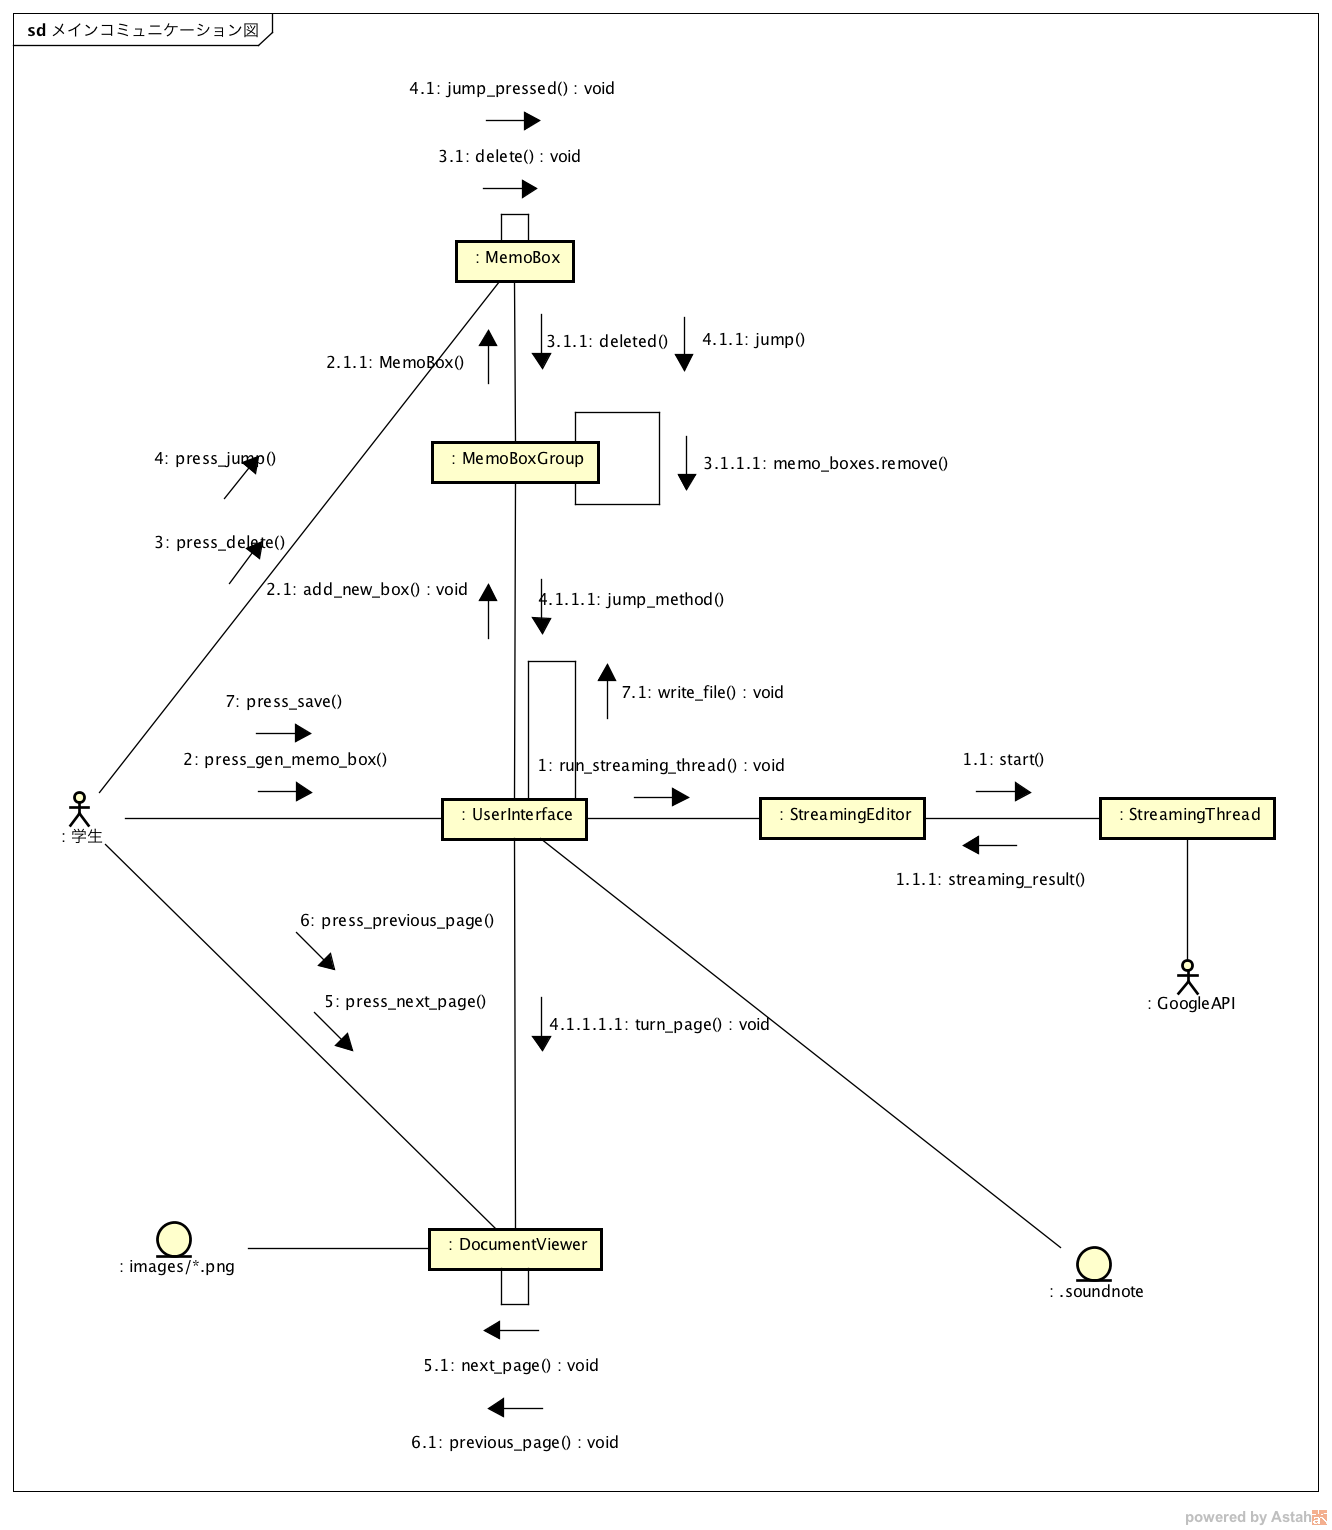 sd メインコミュニケーション図
4.1: jump_pressed() : void
3.1: delete() : void
: MemoBox
2.1.1: MemoBox()
3.1.1: deleted()
4.1.1: jump()
: MemoBoxGroup
4: press_jump()
3.1.1.1: memo_boxes.remove()
3: press_delete()
2.1: add_new_box() : void
4.1.1.1: jump_method()
7: press_save()
7.1: write_file() : void
2: press_gen_memo_box()
1: run_streaming_thread() : void
1.1: start()
: 学生
: UserInterface
: StreamingEditor
: StreamingThread
1.1.1: streaming_result()
6: press_previous_page()
5: press_next_page()
: GoogleAPI
4.1.1.1.1: turn_page() : void
: DocumentViewer
: images/*.png
: .soundnote
5.1: next_page() : void
6.1: previous_page() : void
powered by Astah